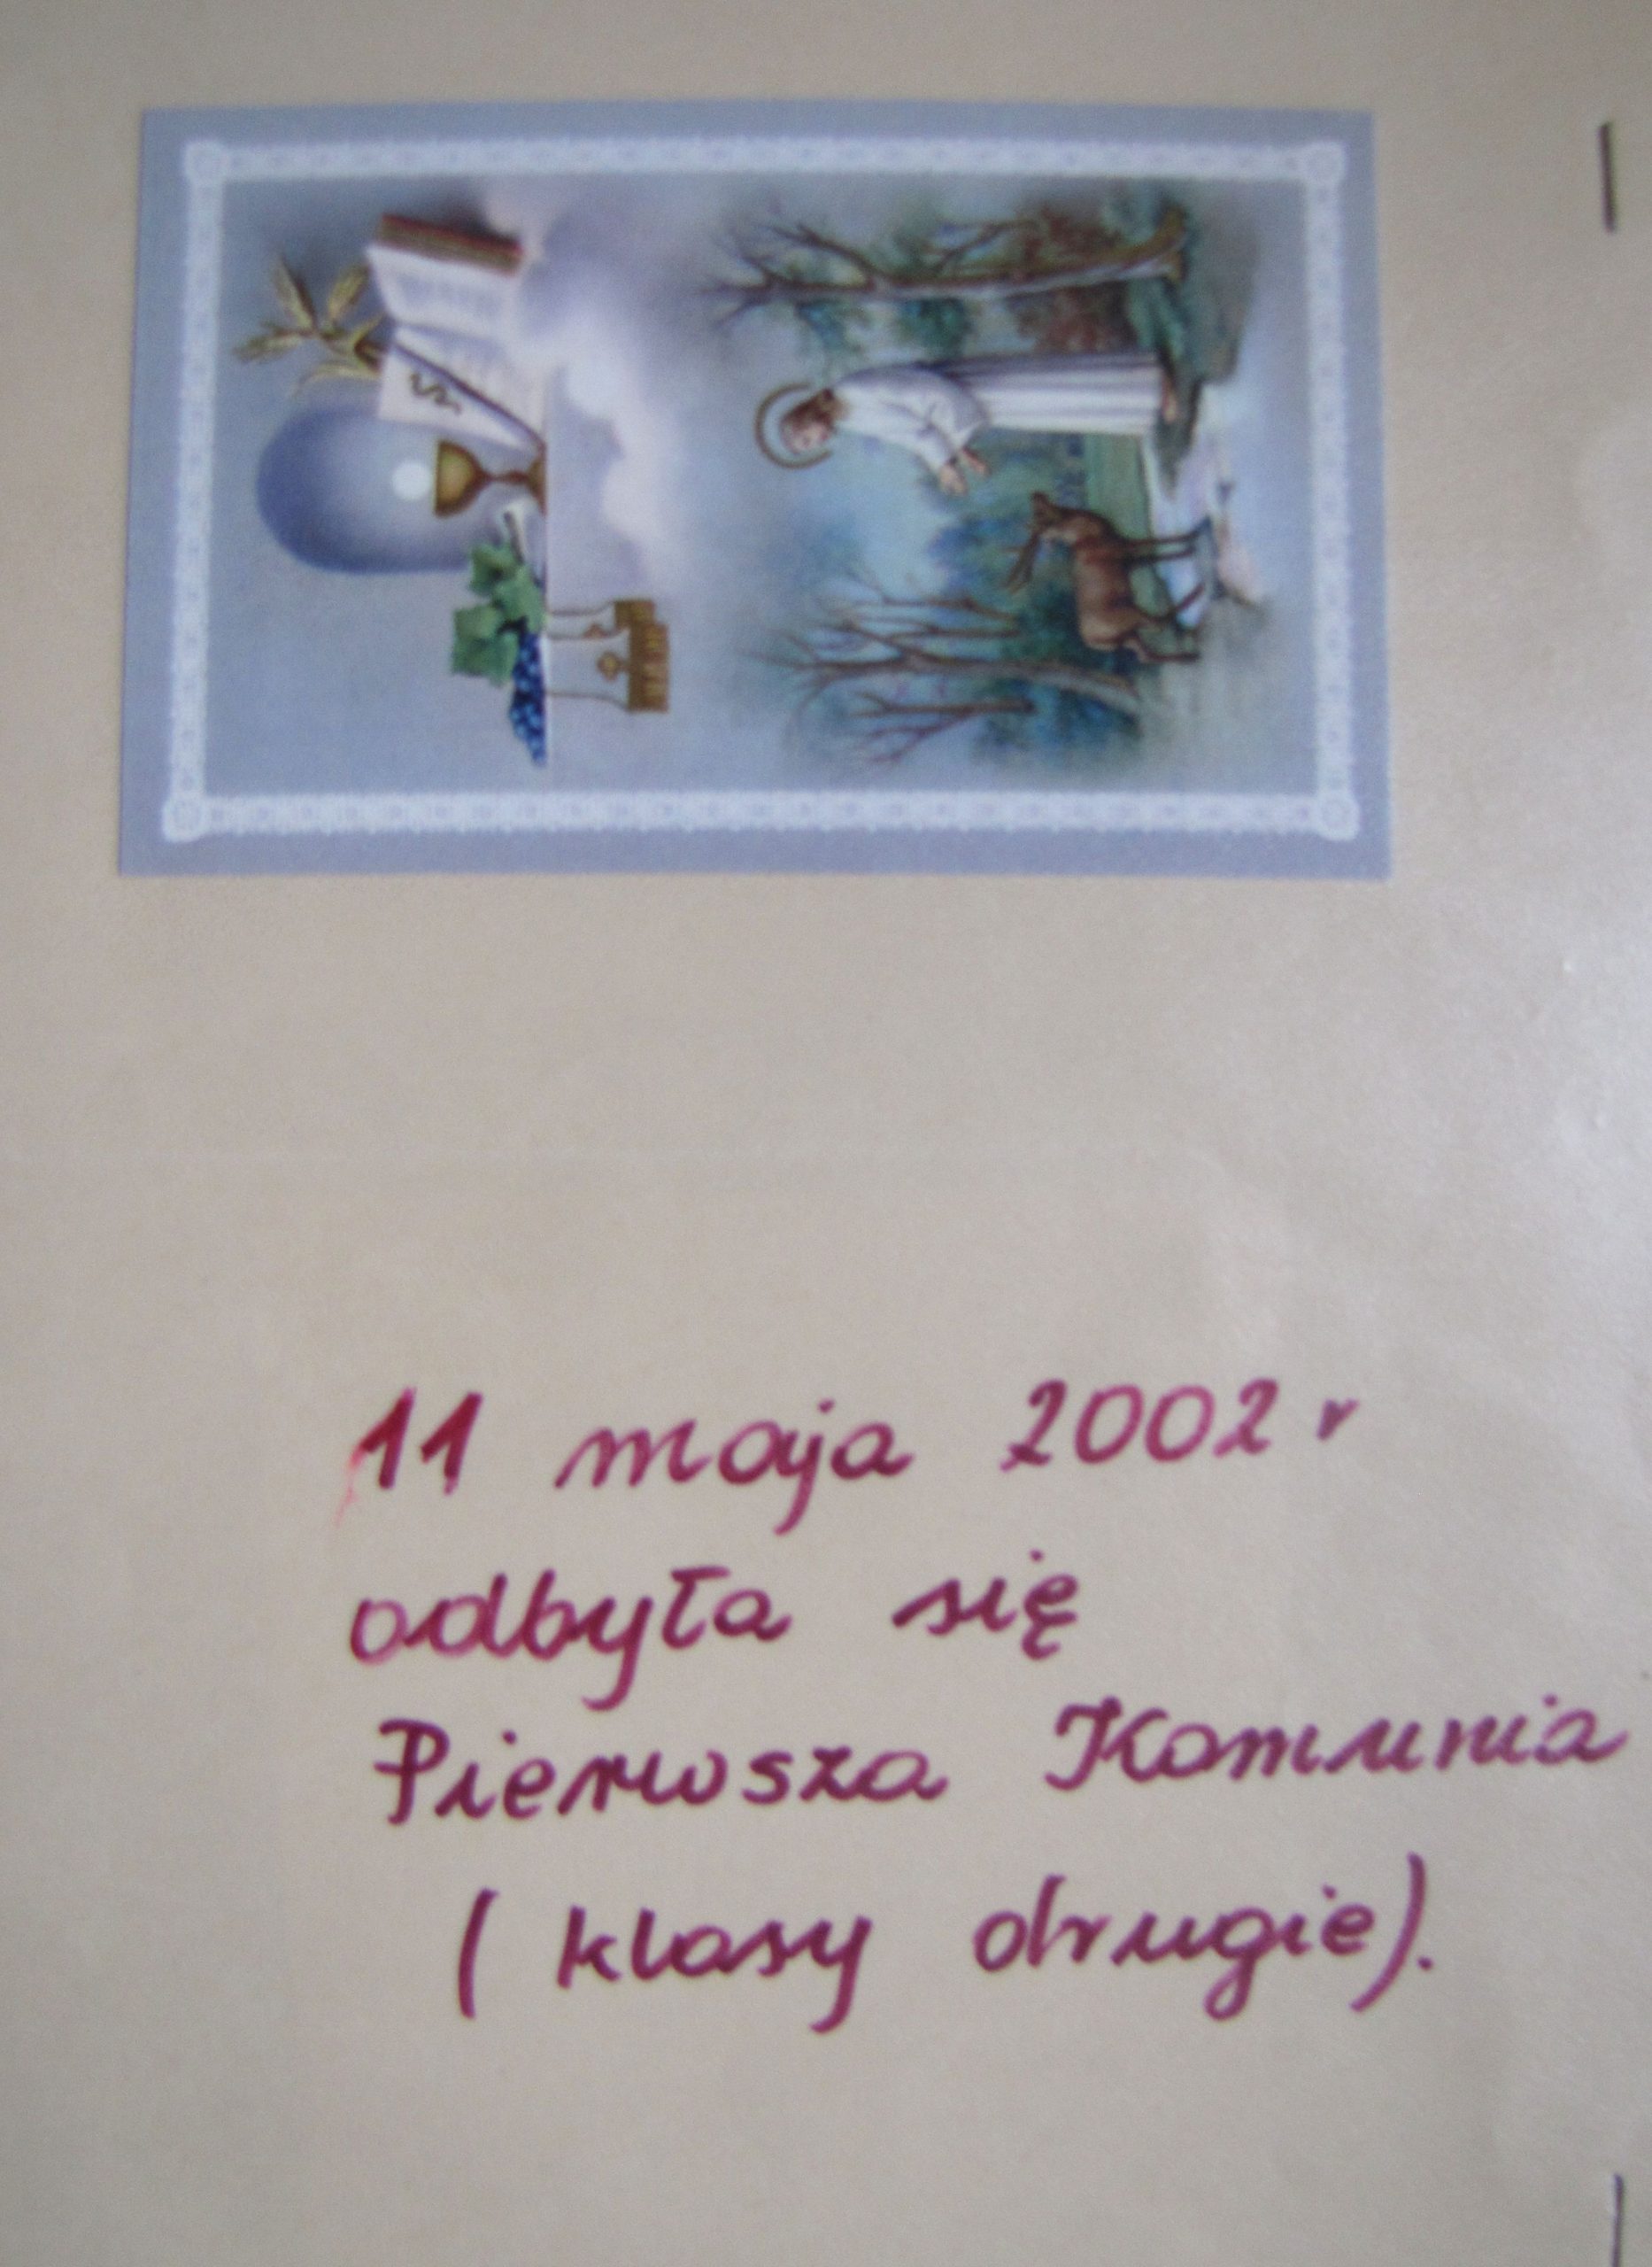 11 maja 2002 r
odbyła się
Pierwsza Komunia
( klasy drugie).